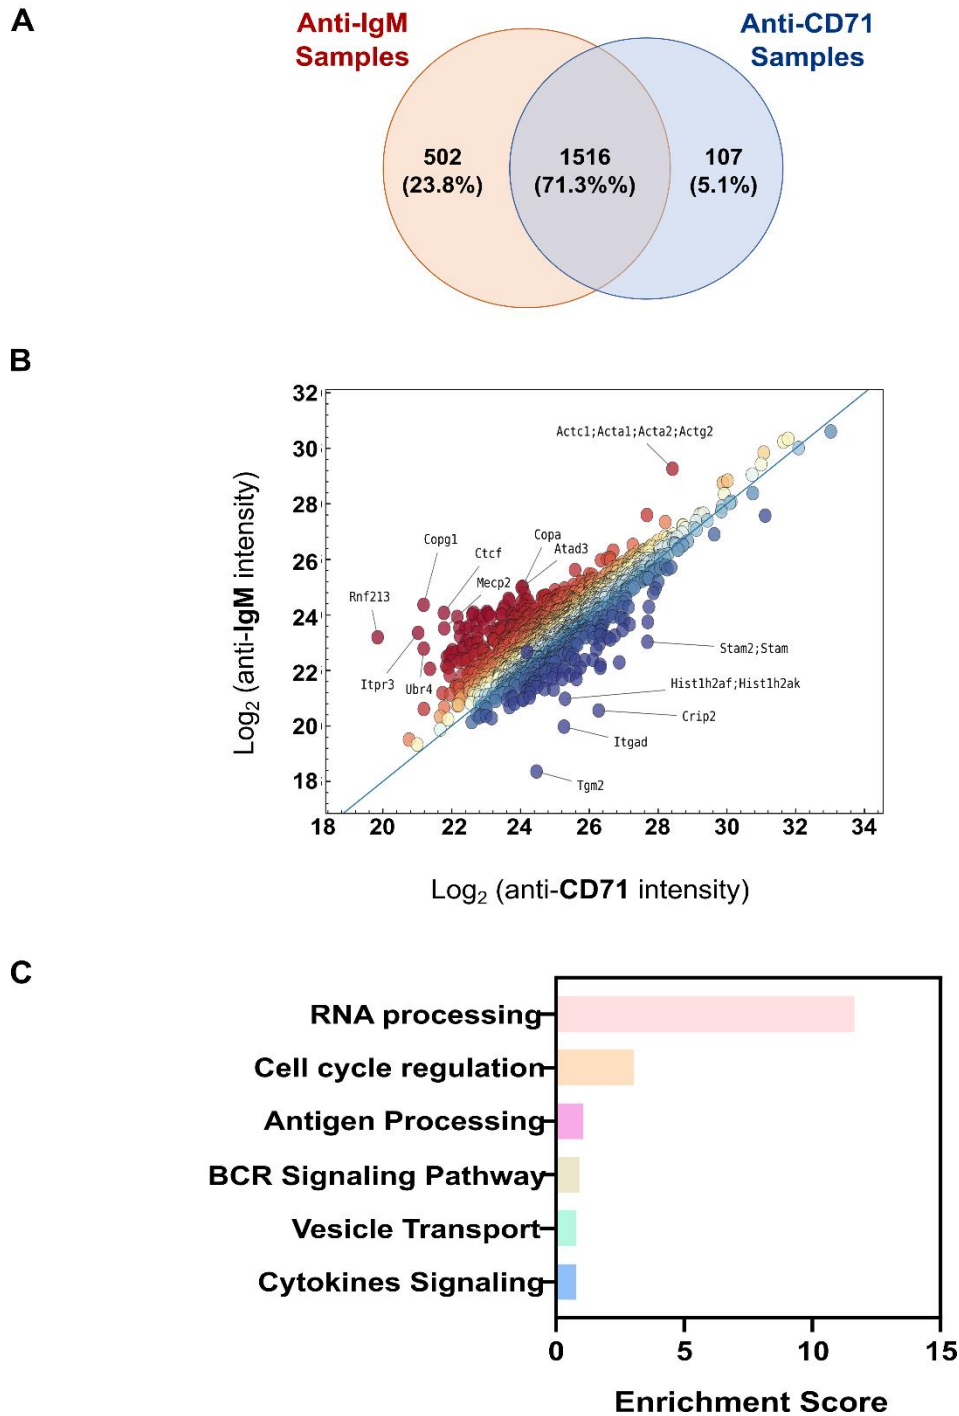 A
Anti-IgM
Samples
Anti-CD71
Samples
502
(23.8%)
1516
(71.3%%)
107
(5.1%)
B
32
30
28
26
24
22
20
18
Log2 (anti-IgM intensity)
Actc1;Acta1;Acta2;Actg2
Copg1
Ctcf
Copa
Atad3
Mecp2
Rnf213
Itpr3
Ubr4
Stam2;Stam
Hist1h2af;Hist1h2ak
Crip2
Itgad
Tgm2
18 20 22 24 26 28 30 32 34
Log2 (anti-CD71 intensity)
C
RNA processing
Cell cycle regulation
Antigen Processing
BCR Signaling Pathway
Vesicle Transport
Cytokines Signaling
0 5 10 15
Enrichment Score